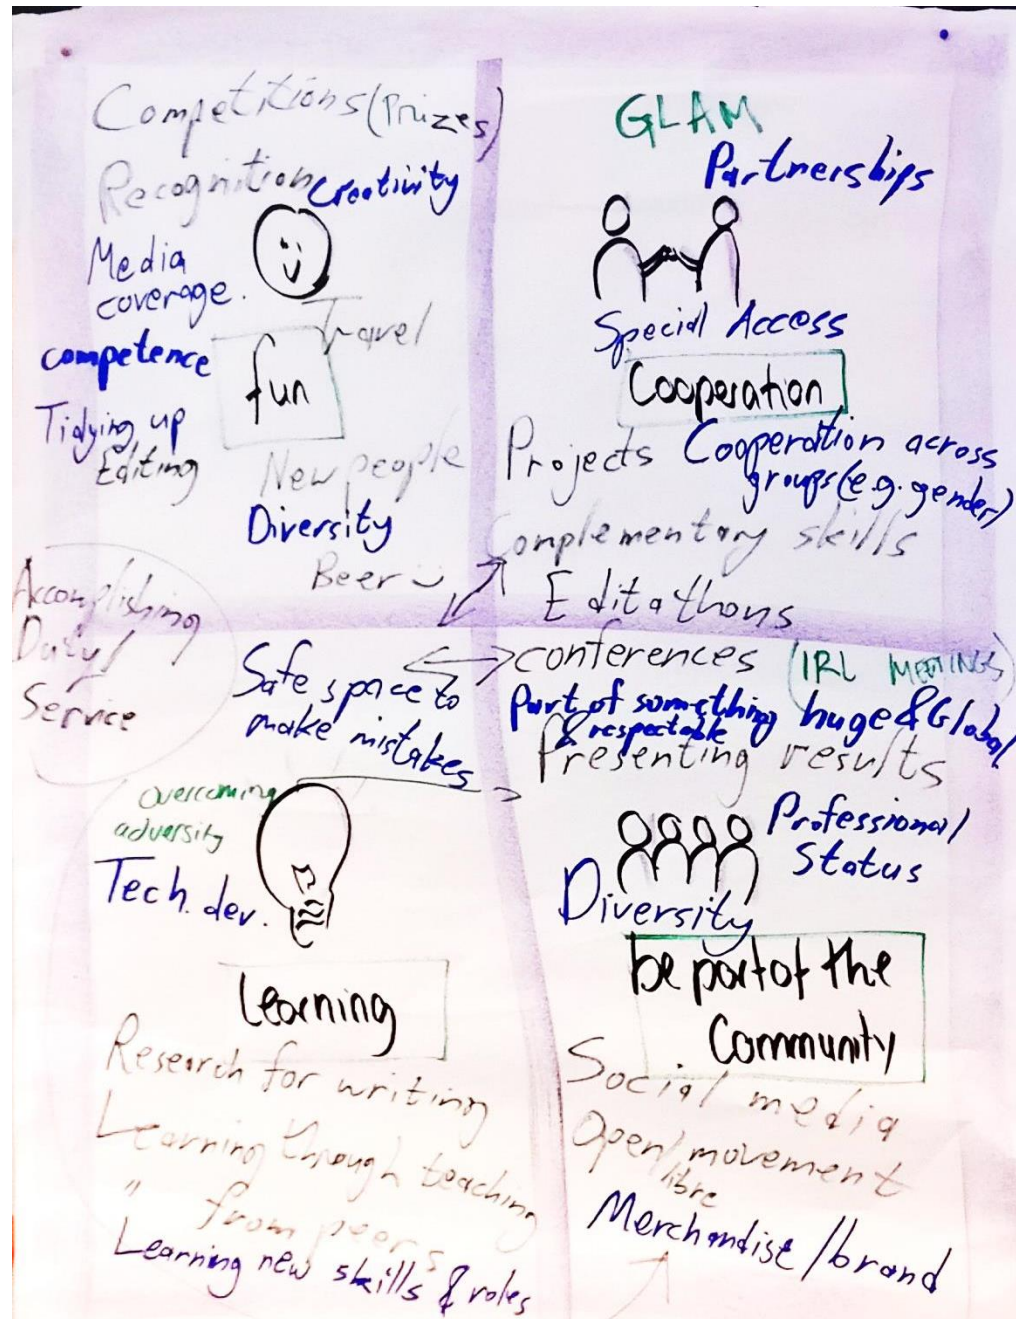 Competitions (Prizes)
Recognition
Creativity
Media
coverage.
Travel
competence
fun
Tidying up
Editing
New people
Diversity
Beer
GLAM
Partnerships
Special Access
Cooperation
Projects
Cooperation across
groups (e.g. gender)
Complementary skills
Editathons
Accomplishing
Duty/
Service
Safe space to
make mistakes
overcoming
adversity
Tech. dev.
Learning
Research for writing
Learning through teaching
" from peers
Learning new skills & roles
conferences (IRL MEETINGS)
Part of something huge & Global
& respectable
Presenting results
Professional
Status
Diversity
be part of the
Community
Social media
Open/movement
libre
Merchandise/brand